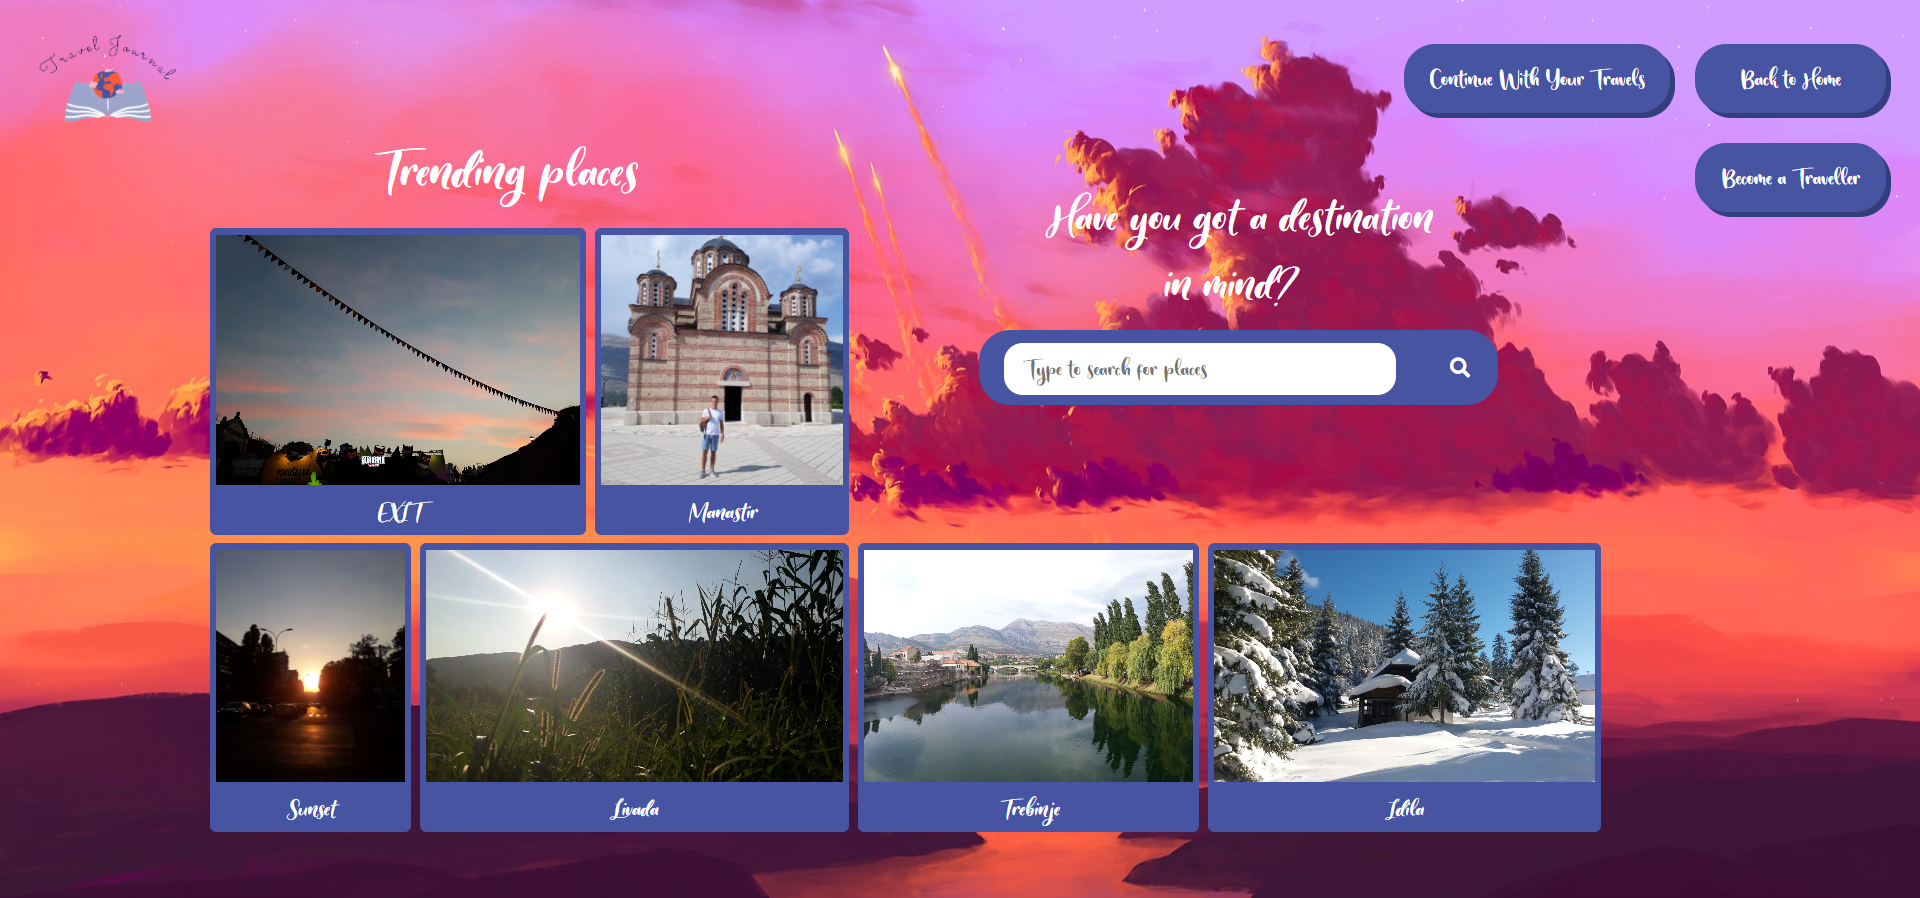 Travel Journal
Continue With Your Travels
Back to Home
Become a Traveller
Trending places
Have you got a destination
in mind?
Type to search for places
EXIT
Manastir
Sunset
Livada
Trebinje
Idila